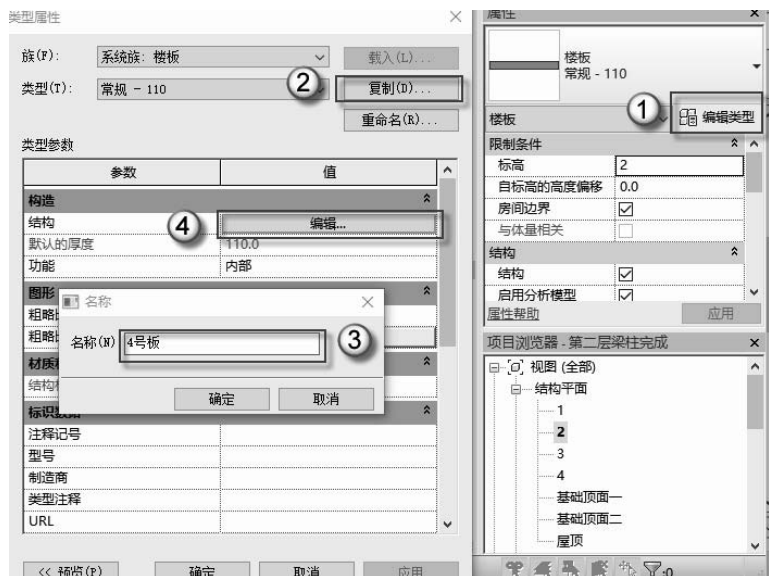 类型属性
族(F):
系统族: 楼板
载入(L)...
类型(T):
常规 - 110
②
复制(D)...
重命名(R)...
类型参数
参数
值
构造
结构
④
编辑...
默认的厚度
110.0
功能
内部
图形
粗略
粗略
名称
名称(N)
4号板
③
确定
取消
材质
结构
标识数据
注释记号
型号
制造商
类型注释
URL
<< 预览(P)
确定
取消
应用
属性
楼板
常规 - 110
①
楼板
编辑类型
限制条件
标高
2
自标高的高度偏移
0.0
房间边界
与体量相关
结构
结构
启用分析模型
属性帮助
应用
项目浏览器 - 第二层梁柱完成
视图 (全部)
结构平面
1
2
3
4
基础顶面一
基础顶面二
屋顶
:0